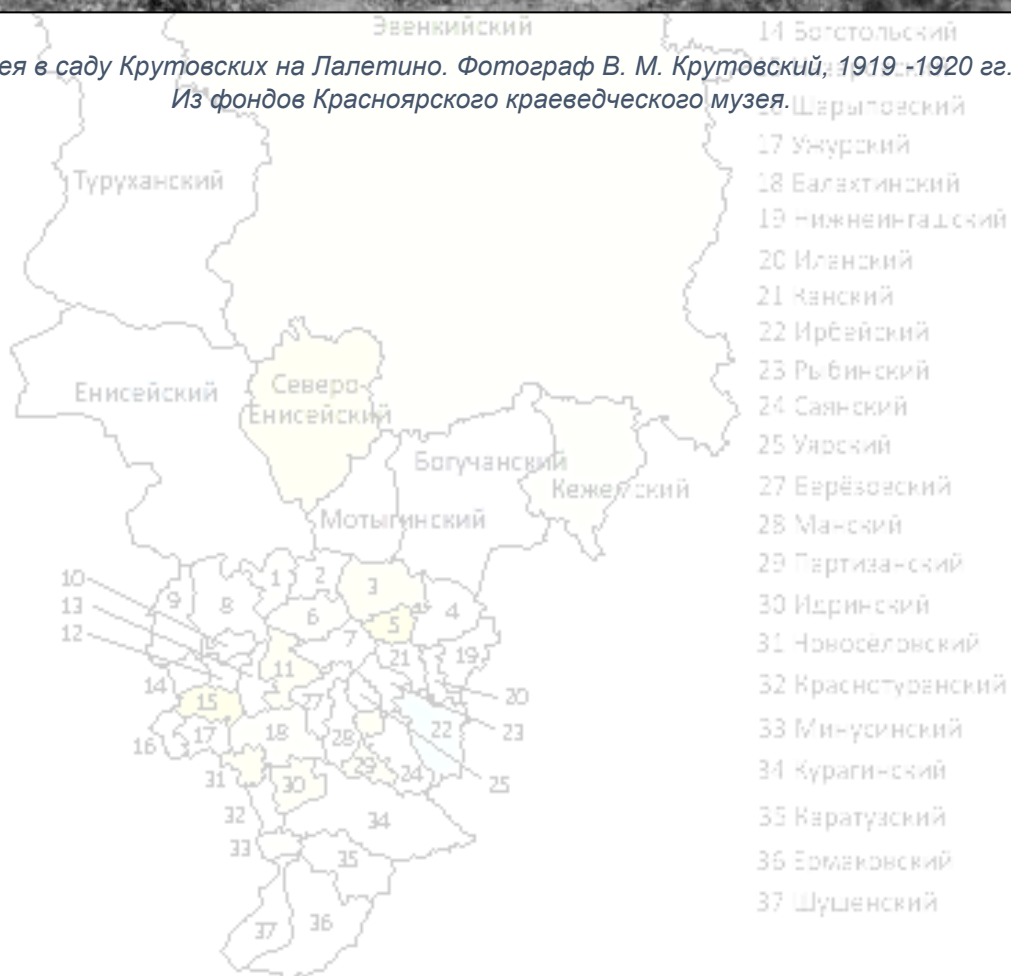 ея в саду Крутовских на Лалетино. Фотограф В. М. Крутовский, 1919 -1920 гг.
Из фондов Красноярского краеведческого музея.
Эвенкийский
Туруханский
Енисейский
Северо-
Енисейский
Богучанский
Кежемский
Мотыгинский
10
13
12
9
8
1
2
3
4
6
5
7
11
21
19
14
15
27
20
16
17
18
28
22
23
31
30
29
24
25
32
34
33
35
37
36
14 Боготольский
16 Шарыповский
17 Ужурский
18 Балахтинский
19 Нижнеингашский
20 Иланский
21 Канский
22 Ирбейский
23 Рыбинский
24 Саянский
25 Уярский
27 Берёзовский
28 Манский
29 Партизанский
30 Идринский
31 Новосёловский
32 Краснотуранский
33 Минусинский
34 Курагинский
35 Каратузский
36 Ермаковский
37 Шушенский